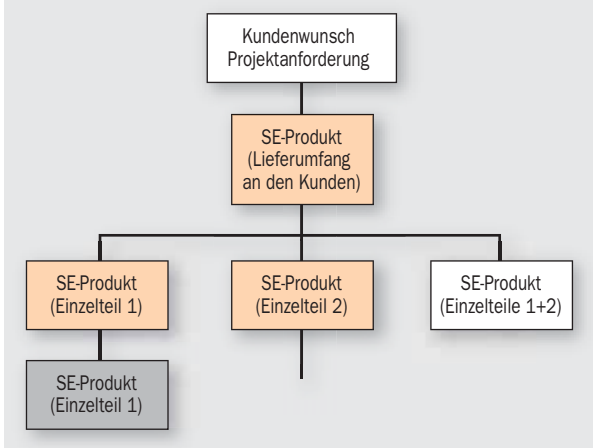 Kundenwunsch
Projektanforderung
SE-Produkt
(Lieferumfang
an den Kunden)
SE-Produkt
(Einzelteil 1)
SE-Produkt
(Einzelteil 2)
SE-Produkt
(Einzelteile 1+2)
SE-Produkt
(Einzelteil 1)